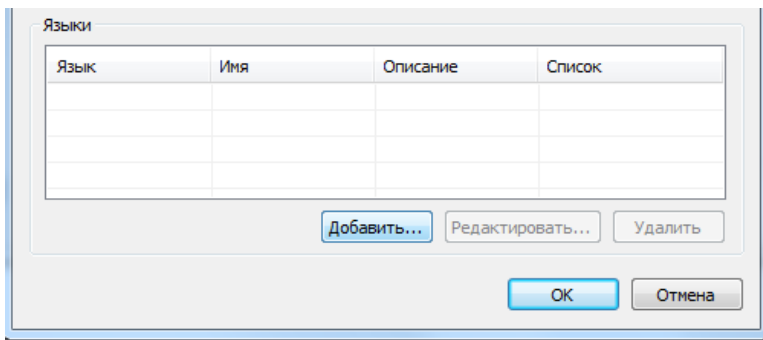 Языки
Язык Имя Описание Список
Добавить... Редактировать... Удалить
OK Отмена